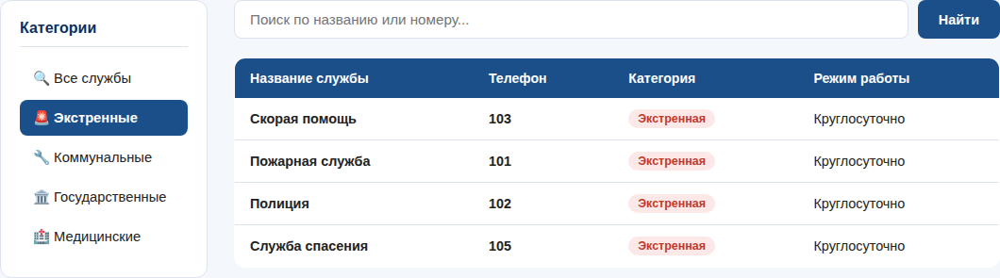 Категории
🔍 Все службы
🚨 Экстренные
🔧 Коммунальные
🏛️ Государственные
🏥 Медицинские
Поиск по названию или номеру... Найти
Название службы Телефон Категория Режим работы
Скорая помощь 103 Экстренная Круглосуточно
Пожарная служба 101 Экстренная Круглосуточно
Полиция 102 Экстренная Круглосуточно
Служба спасения 105 Экстренная Круглосуточно